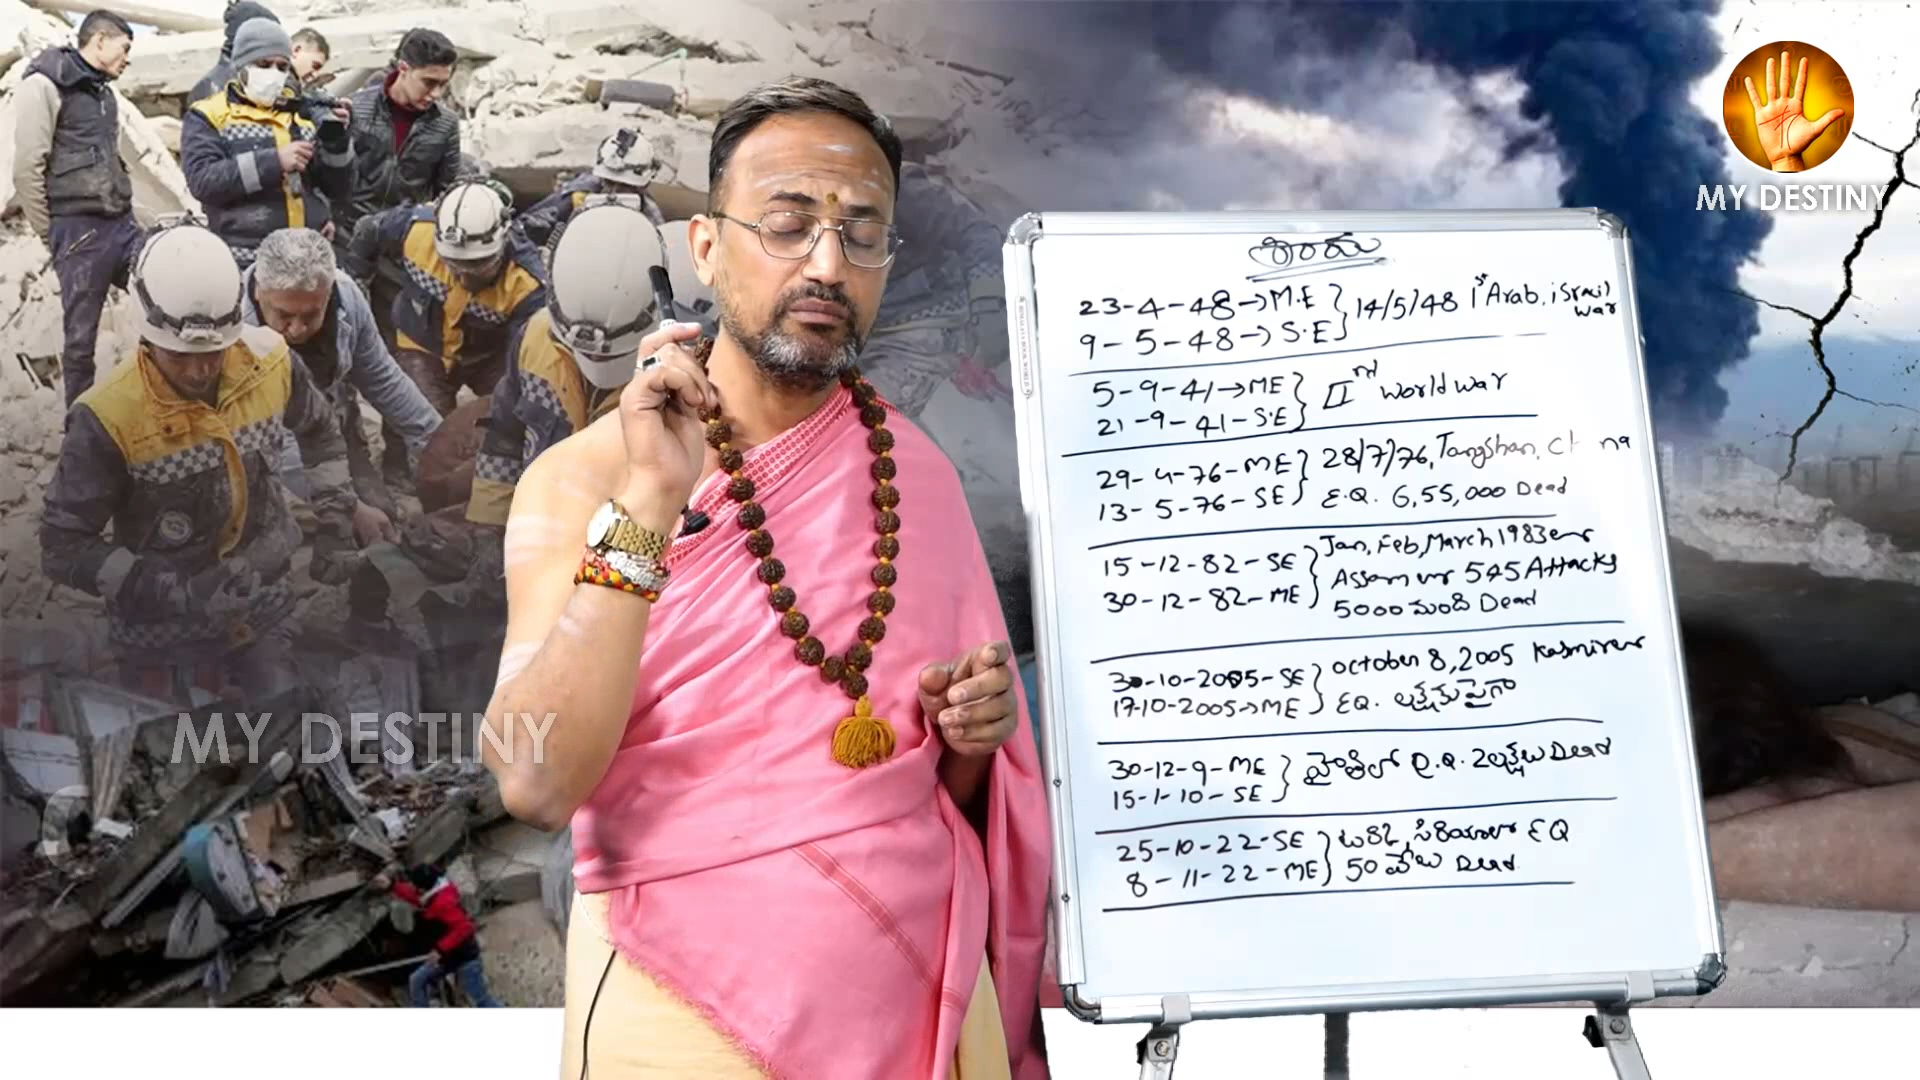 MY DESTINY
23-4-48→M.E
9-5-48→S.E
14/5/48 1st Arab, iSrail
war
5-9-41→ME
21-9-41-S.E
IInd World war
29-4-76-ME
13-5-76-SE
28/7/76, Tangshan,
E.Q. 6,55,000 Dead
15-12-82-SE
30-12-82-ME
Jan, Feb, March 1983
Assam 545 Attacks
5000 మంది Dead
30-10-2005-SE
17-10-2005→ME
October 8, 2005
EQ. లక్షకుపైగా
30-12-9-ME
15-1-10-SE
హైతిలో E.Q. 2లక్షలు Dead
25-10-22-SE
8-11-22-ME
టర్కి, సిరియాలో EQ
50 వేలు Dead
MY DESTINY